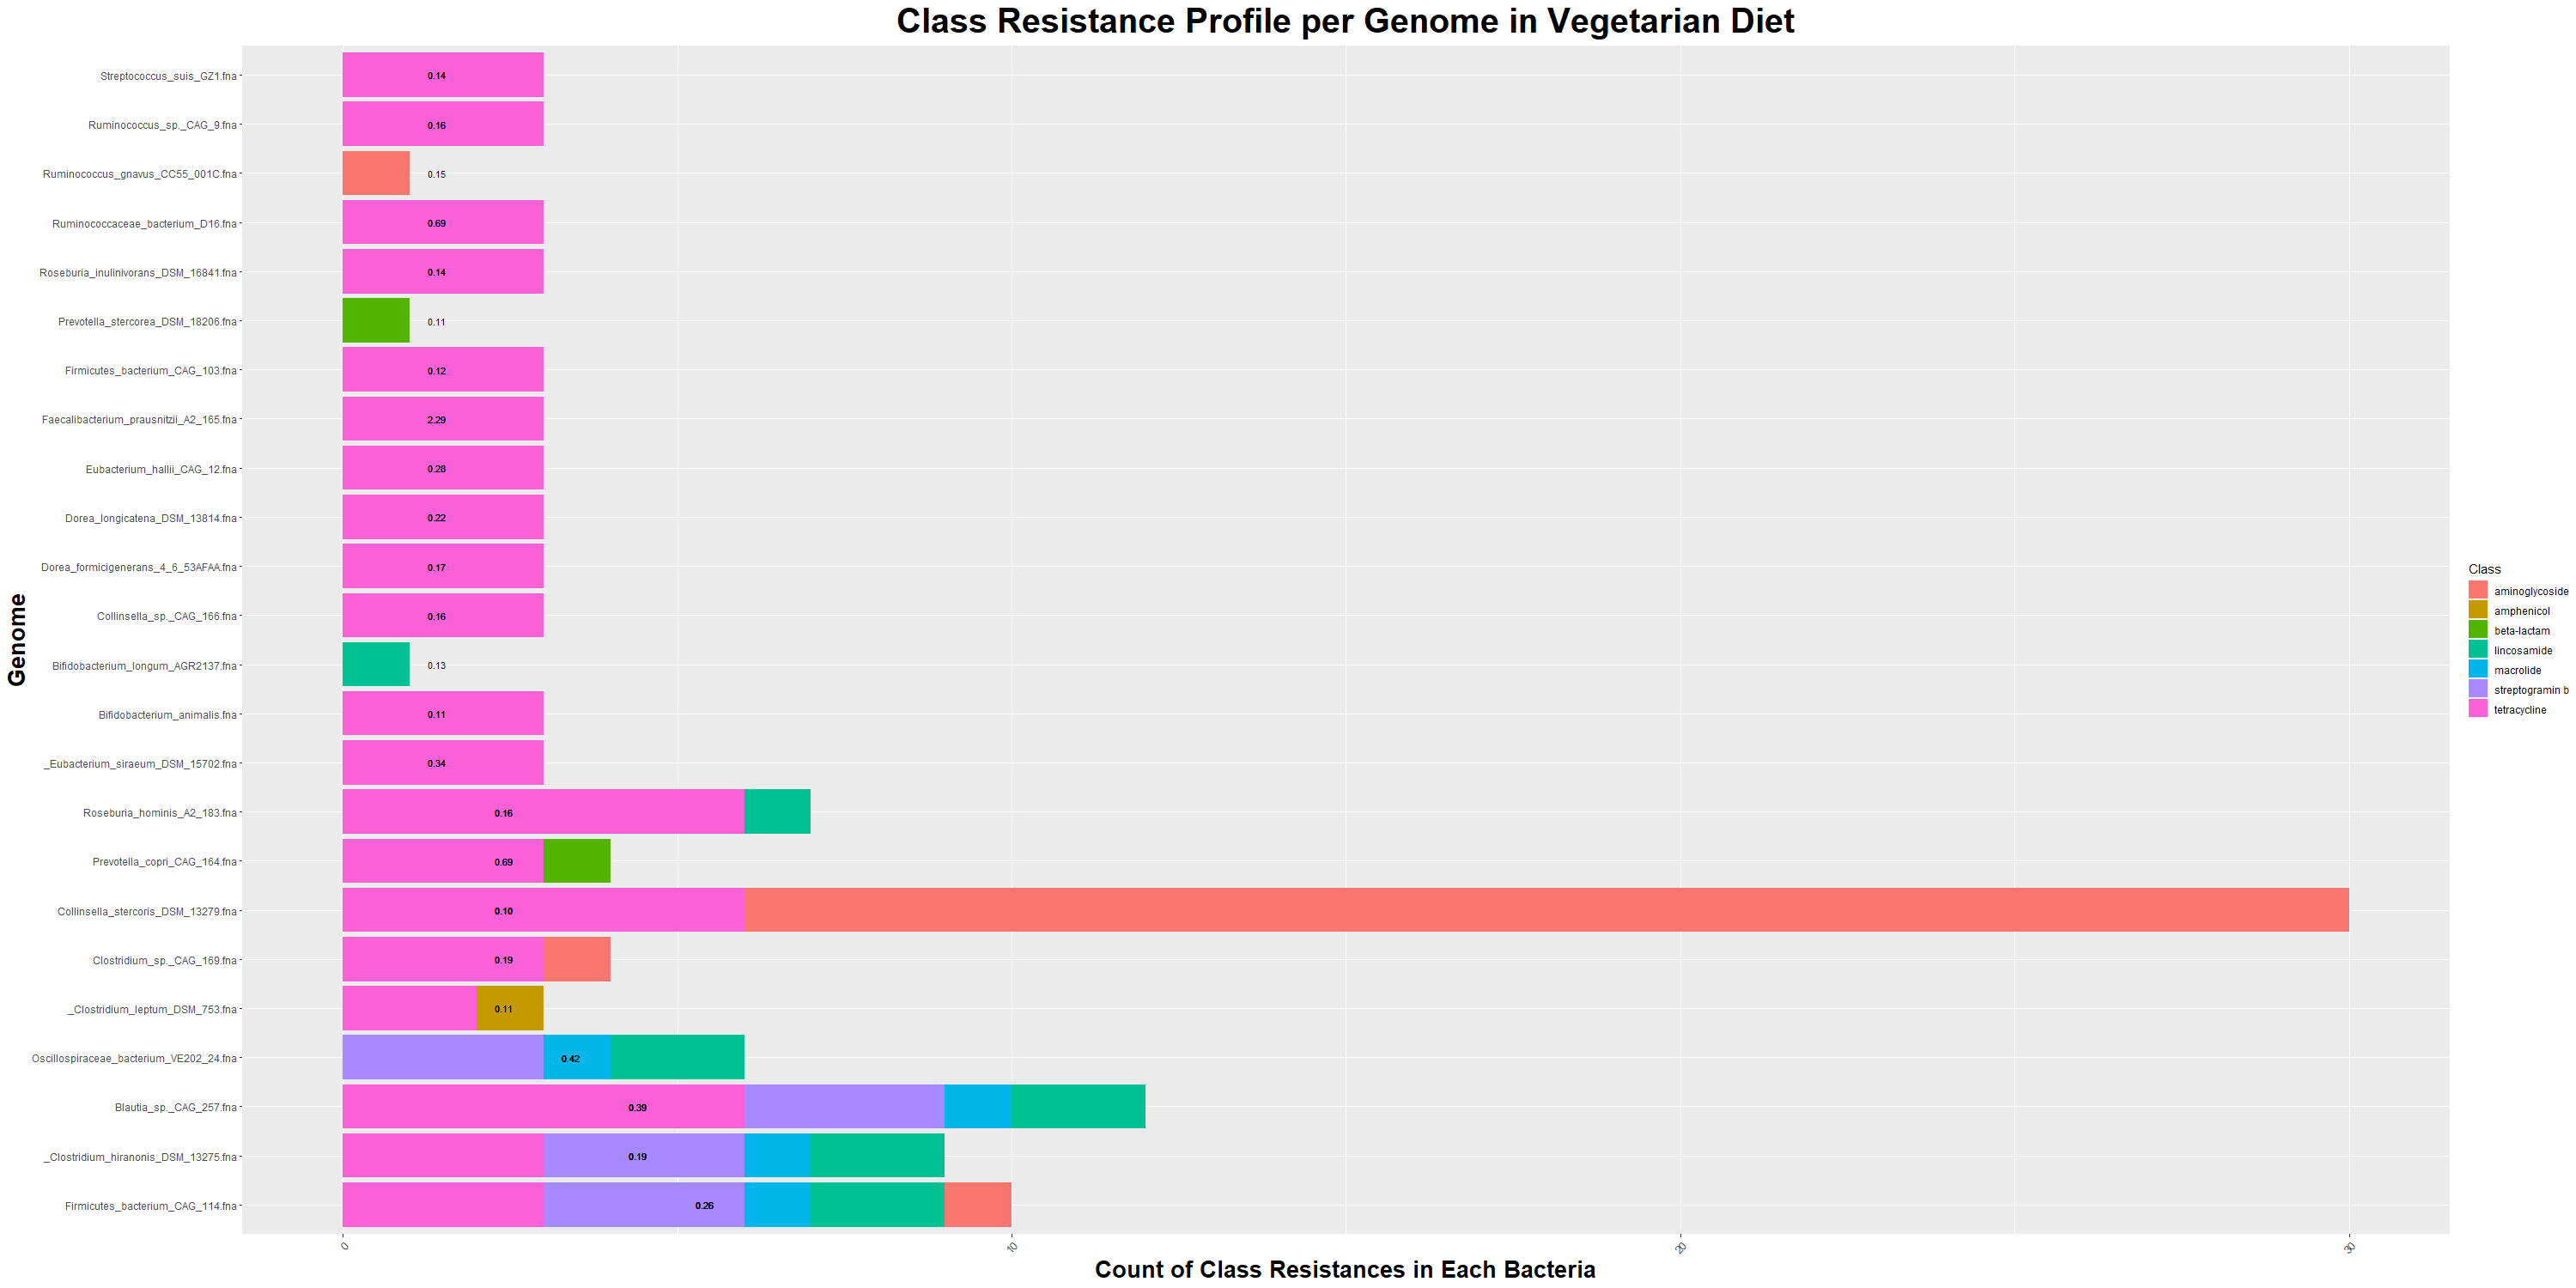 Class Resistance Profile per Genome in Vegetarian Diet
Genome
Streptococcus_suis_GZ1.fna
0.14
Ruminococcus_sp._CAG_9.fna
0.16
Ruminococcus_gnavus_CC55_001C.fna
0.15
Ruminococcaceae_bacterium_D16.fna
0.69
Roseburia_inulinivorans_DSM_16841.fna
0.14
Prevotella_stercorea_DSM_18206.fna
0.11
Firmicutes_bacterium_CAG_103.fna
0.12
Faecalibacterium_prausnitzii_A2_165.fna
2.29
Eubacterium_hallii_CAG_12.fna
0.28
Dorea_longicatena_DSM_13814.fna
0.22
Dorea_formicigenerans_4_6_53AFAA.fna
0.17
Collinsella_sp._CAG_166.fna
0.16
Bifidobacterium_longum_AGR2137.fna
0.13
Bifidobacterium_animalis.fna
0.11
_Eubacterium_siraeum_DSM_15702.fna
0.34
Roseburia_hominis_A2_183.fna
0.16
Prevotella_copri_CAG_164.fna
0.69
Collinsella_stercoris_DSM_13279.fna
0.10
Clostridium_sp._CAG_169.fna
0.19
_Clostridium_leptum_DSM_753.fna
0.11
Oscillospiraceae_bacterium_VE202_24.fna
0.42
Blautia_sp._CAG_257.fna
0.39
_Clostridium_hiranonis_DSM_13275.fna
0.19
Firmicutes_bacterium_CAG_114.fna
0.26
0
10
20
30
Count of Class Resistances in Each Bacteria
Class
aminoglycoside
amphenicol
beta-lactam
lincosamide
macrolide
streptogramin b
tetracycline